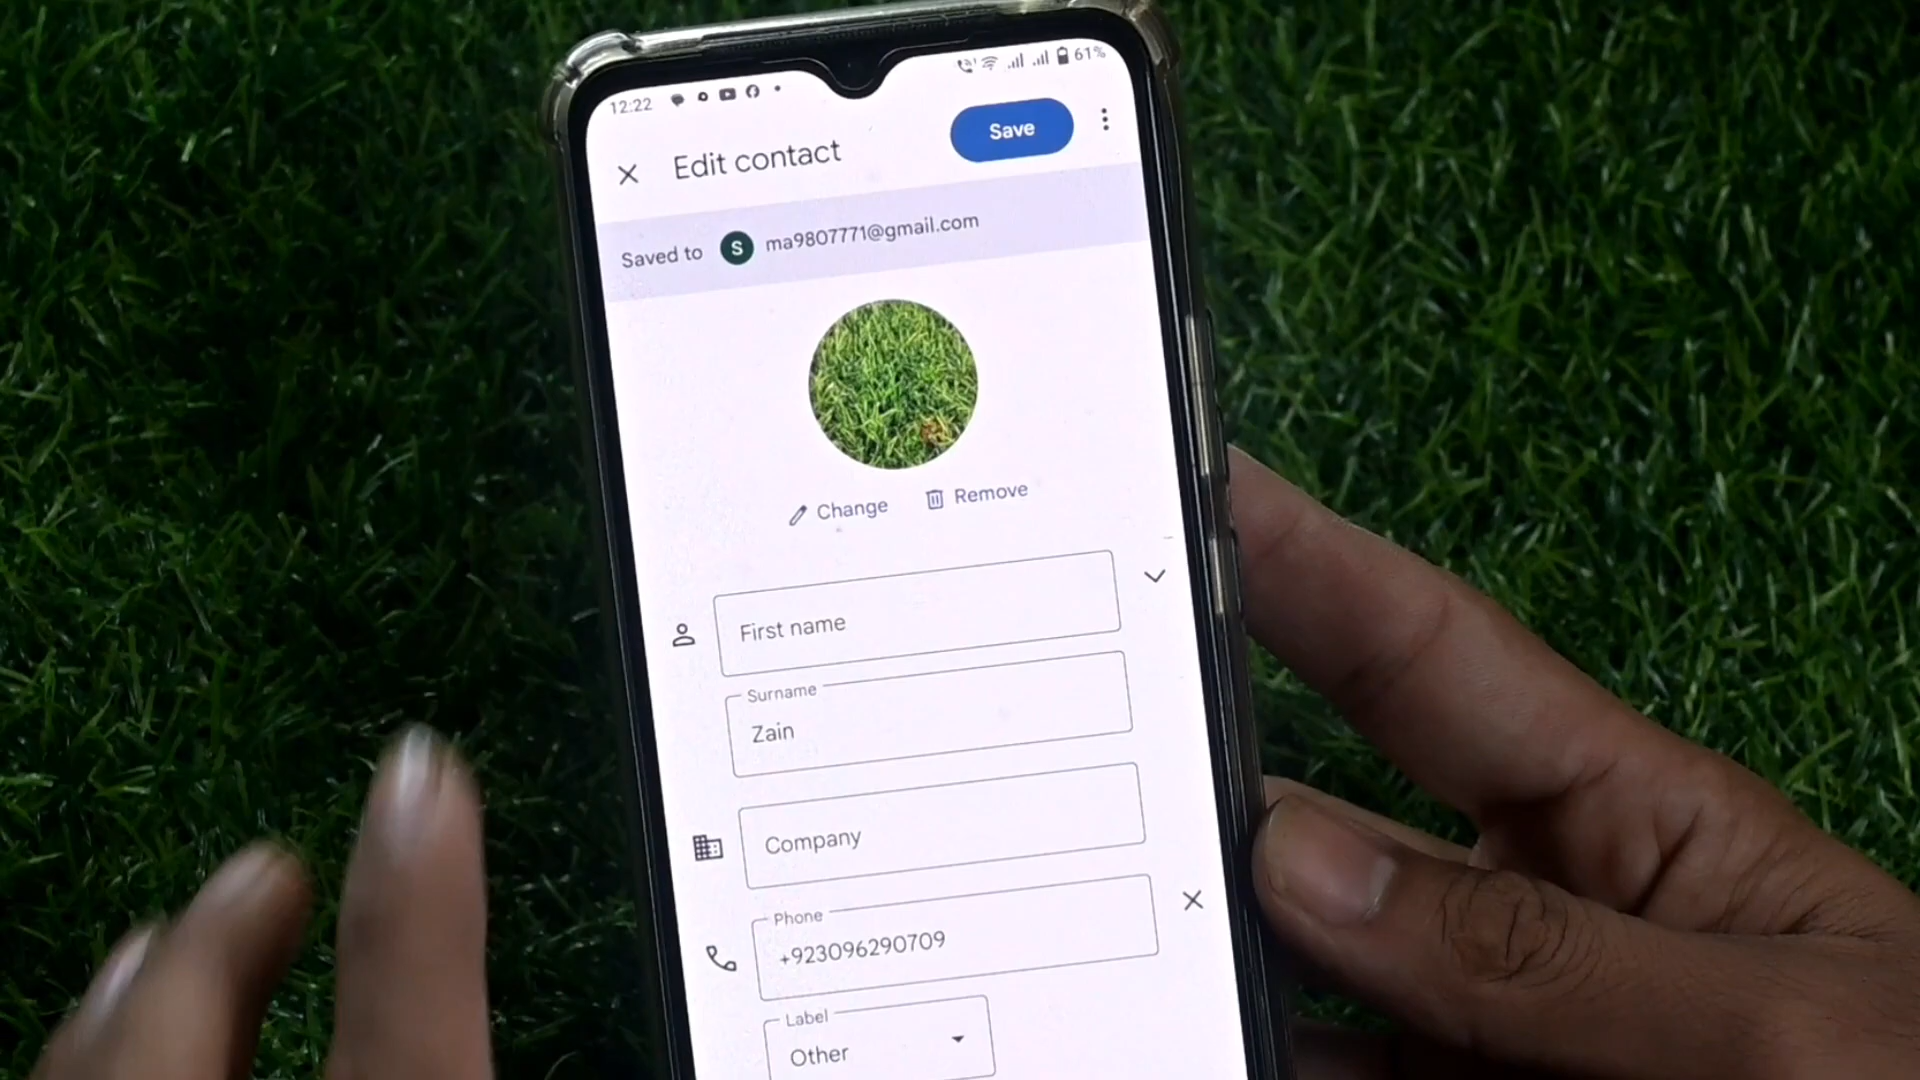 12:22 61%
Edit contact Save
Saved to S ma9807771@gmail.com
Change Remove
First name
Surname
Zain
Company
Phone
+923096290709
Label
Other